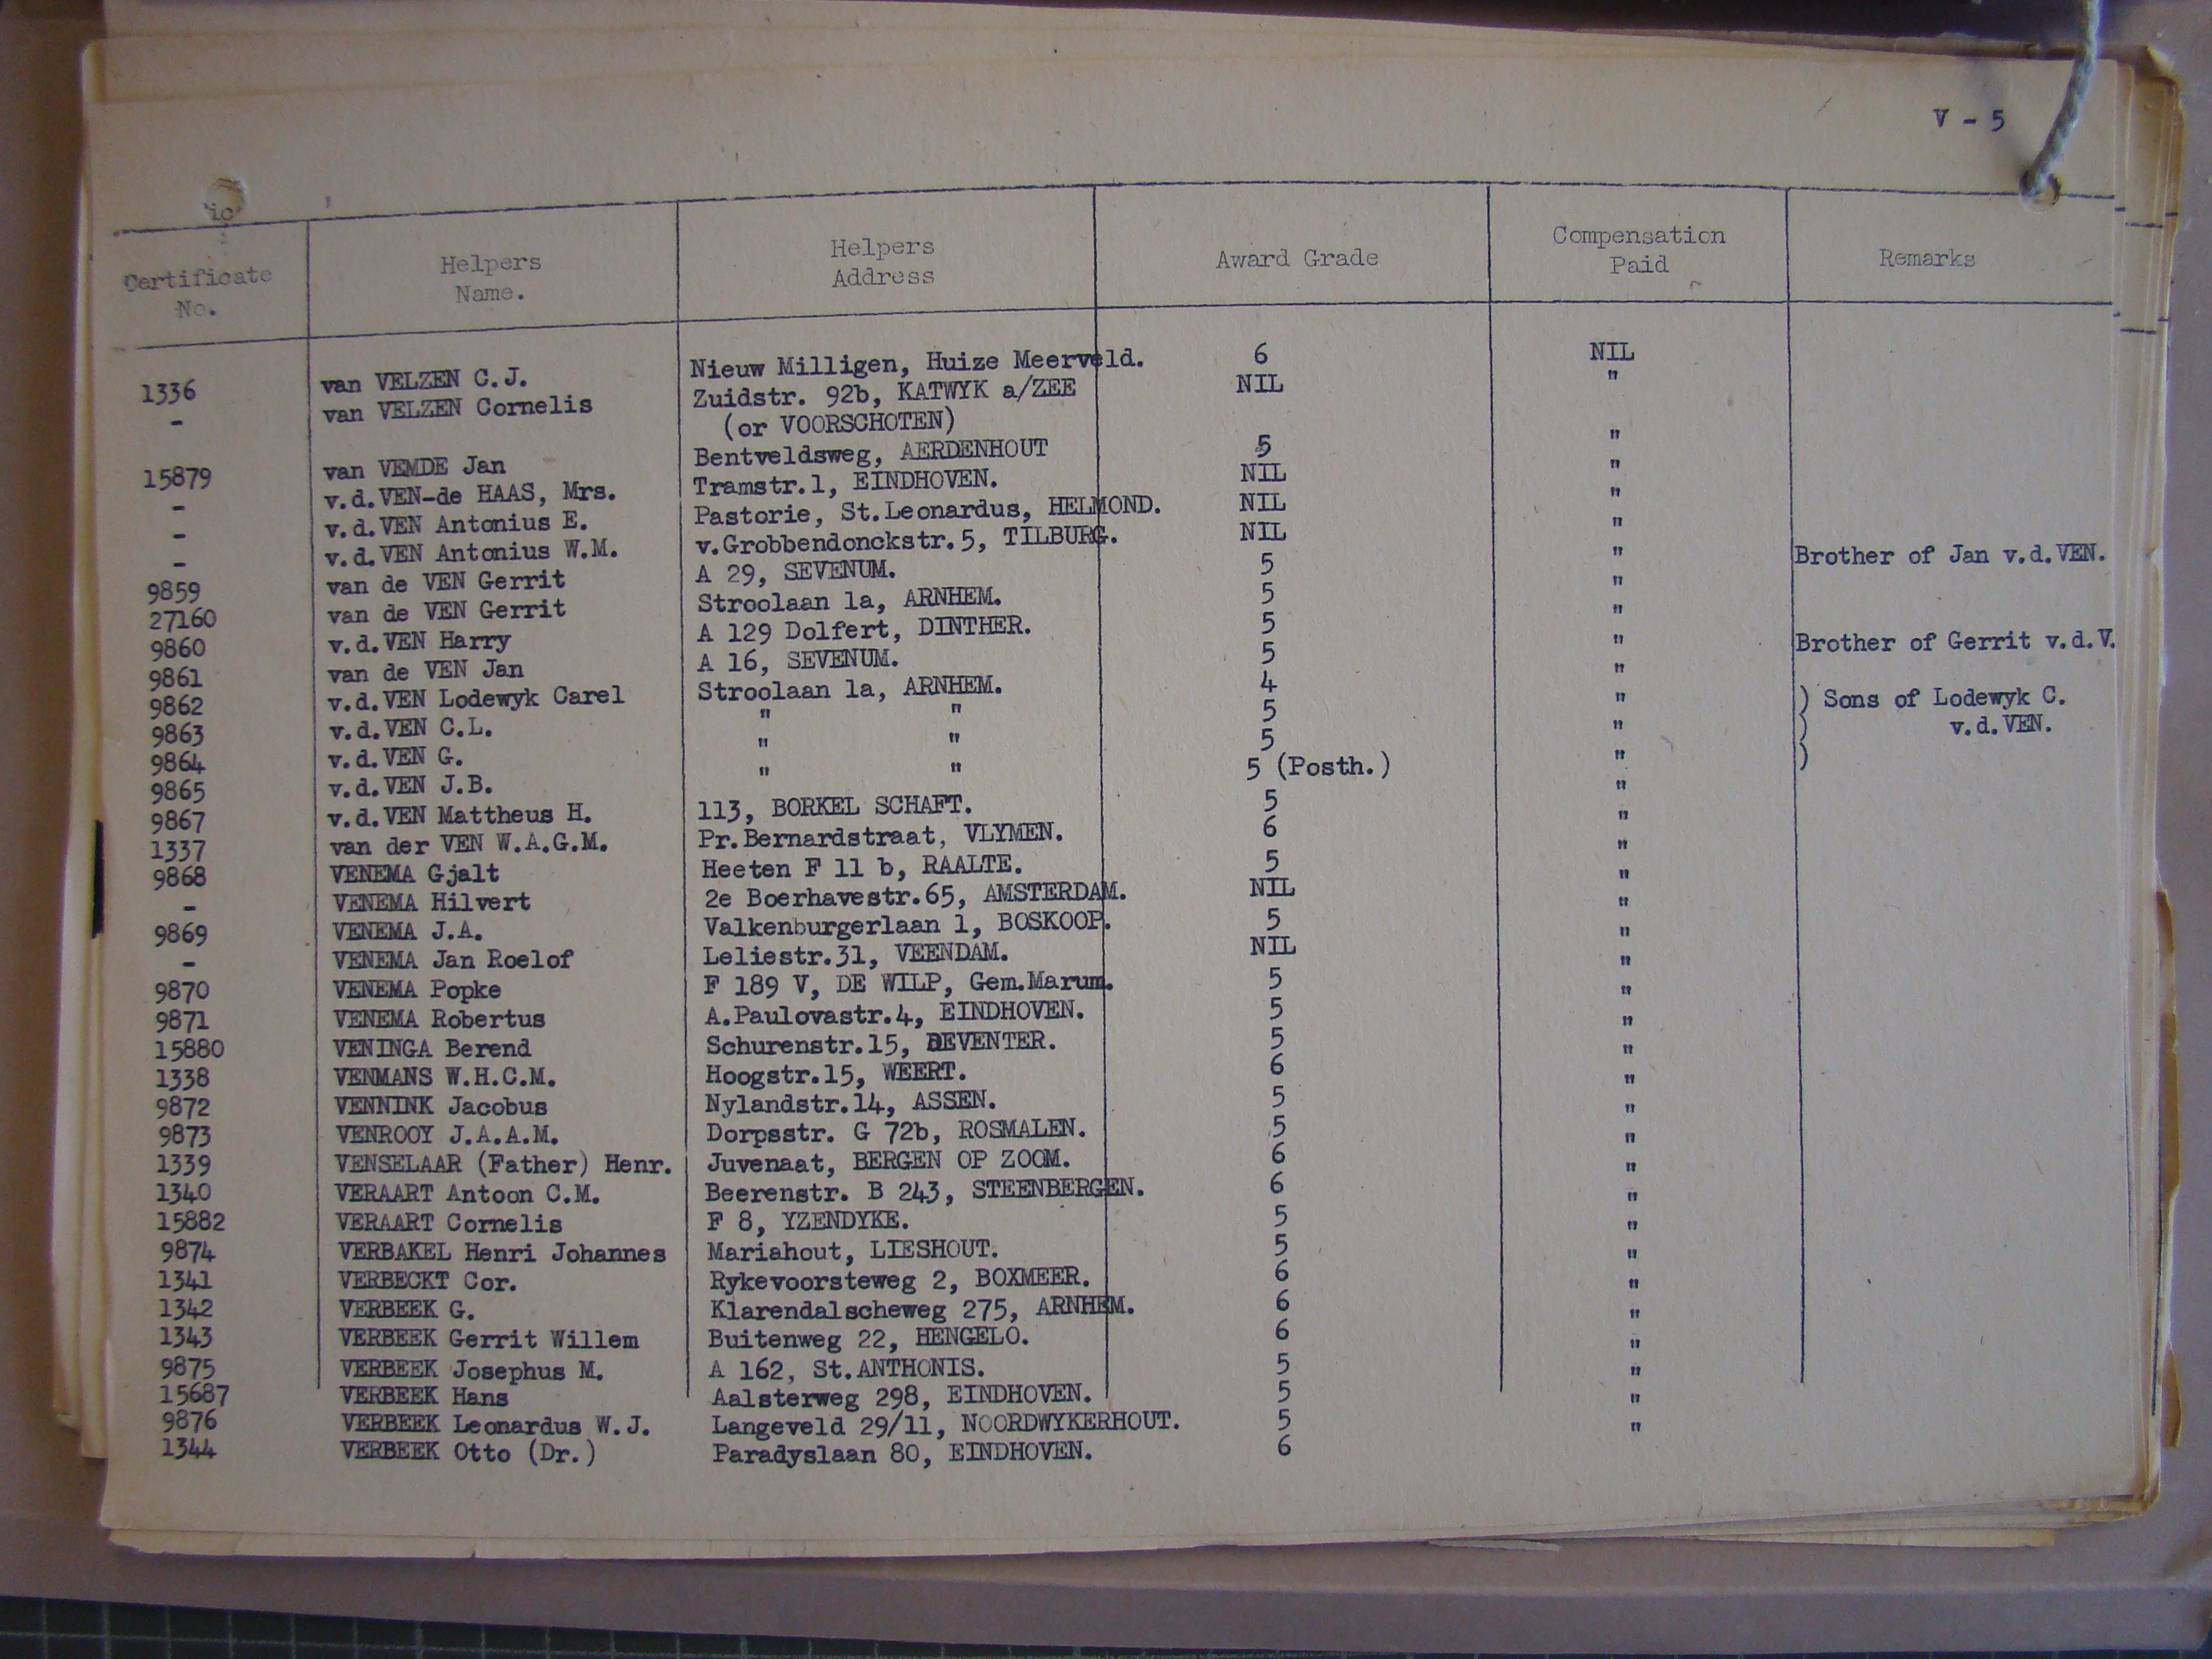 V - 5
Certificate No. Helpers Name. Helpers Address Award Grade Compensation Paid Remarks
1336 van VELZEN C.J. Nieuw Milligen, Huize Meerveld. 6 NIL
- van VELZEN Cornelis Zuidstr. 92b, KATWYK a/ZEE NIL "
(or VOORSCHOTEN)
15879 van VEMDE Jan Bentveldsweg, AERDENHOUT 5 "
- v.d.VEN-de HAAS, Mrs. Tramstr.1, EINDHOVEN. NIL "
- v.d.VEN Antonius E. Pastorie, St.Leonardus, HELMOND. NIL "
- v.d.VEN Antonius W.M. v.Grobbendonckstr.5, TILBURG. NIL "
9859 van de VEN Gerrit A 29, SEVENUM. 5 " Brother of Jan v.d.VEN.
27160 van de VEN Gerrit Stroolaan 1a, ARNHEM. 5 "
9860 v.d.VEN Harry A 129 Dolfert, DINTHER. 5 "
9861 van de VEN Jan A 16, SEVENUM. 5 " Brother of Gerrit v.d.V.
9862 v.d.VEN Lodewyk Carel Stroolaan 1a, ARNHEM. 4 "
9863 v.d.VEN C.L. " " 5 " ) Sons of Lodewyk C.
9864 v.d.VEN G. " " 5 " ) v.d.VEN.
9865 v.d.VEN J.B. " " 5 (Posth.) " )
9867 v.d.VEN Mattheus H. 113, BORKEL SCHAFT. 5 "
1337 van der VEN W.A.G.M. Pr.Bernardstraat, VLYMEN. 6 "
9868 VENEMA Gjalt Heeten F 11 b, RAALTE. 5 "
- VENEMA Hilvert 2e Boerhavestr.65, AMSTERDAM. NIL "
9869 VENEMA J.A. Valkenburgerlaan 1, BOSKOOP. 5 "
- VENEMA Jan Roelof Leliestr.31, VEENDAM. NIL "
9870 VENEMA Popke F 189 V, DE WILP, Gem.Marum. 5 "
9871 VENEMA Robertus A.Paulovastr.4, EINDHOVEN. 5 "
15880 VENINGA Berend Schurenstr.15, DEVENTER. 5 "
1338 VENMANS W.H.C.M. Hoogstr.15, WEERT. 6 "
9872 VENNINK Jacobus Nylandstr.14, ASSEN. 5 "
9873 VENROOY J.A.A.M. Dorpsstr. G 72b, ROSMALEN. 5 "
1339 VENSELAAR (Father) Henr. Juvenaat, BERGEN OP ZOOM. 6 "
1340 VERAART Antoon C.M. Beerenstr. B 243, STEENBERGEN. 6 "
15882 VERAART Cornelis F 8, YZENDYKE. 5 "
9874 VERBAKEL Henri Johannes Mariahout, LIESHOUT. 5 "
1341 VERBECKT Cor. Rykevoorsteweg 2, BOXMEER. 6 "
1342 VERBEEK G. Klarendalscheweg 275, ARNHEM. 6 "
1343 VERBEEK Gerrit Willem Buitenweg 22, HENGELO. 6 "
9875 VERBEEK Josephus M. A 162, St.ANTHONIS. 5 "
15687 VERBEEK Hans Aalsterweg 298, EINDHOVEN. 5 "
9876 VERBEEK Leonardus W.J. Langeveld 29/11, NOORDWYKERHOUT. 5 "
1344 VERBEEK Otto (Dr.) Paradyslaan 80, EINDHOVEN. 6 "